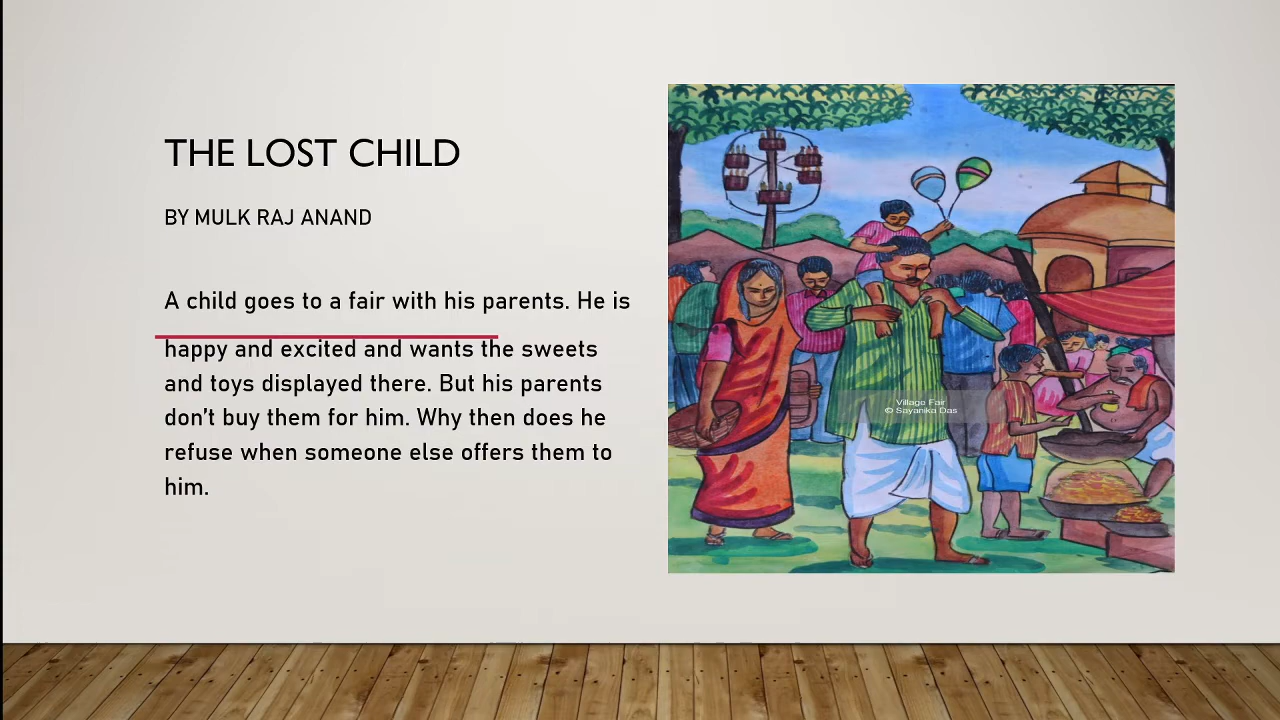 THE LOST CHILD
BY MULK RAJ ANAND
A child goes to a fair with his parents. He is
happy and excited and wants the sweets
and toys displayed there. But his parents
don't buy them for him. Why then does he
refuse when someone else offers them to
him.
Village Fair
© Sayanika Das